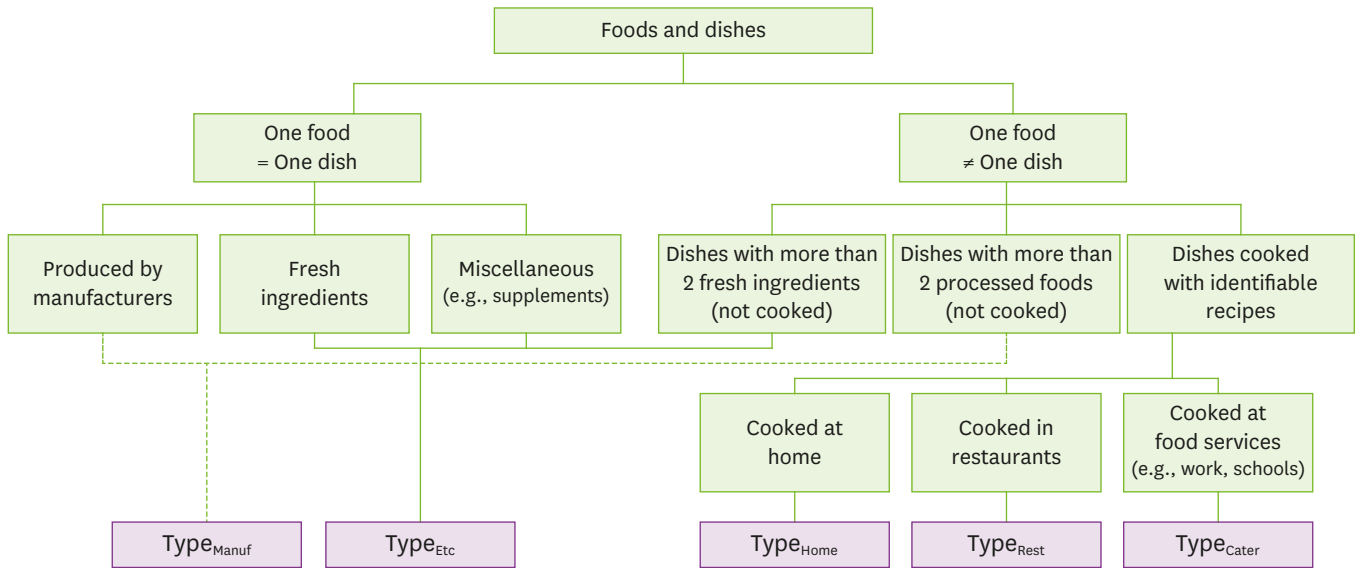 Foods and dishes
One food
= One dish
One food
≠ One dish
Produced by
manufacturers
Fresh
ingredients
Miscellaneous
(e.g., supplements)
Dishes with more than
2 fresh ingredients
(not cooked)
Dishes with more than
2 processed foods
(not cooked)
Dishes cooked
with identifiable
recipes
Cooked at
home
Cooked in
restaurants
Cooked at
food services
(e.g., work, schools)
TypeManuf
TypeEtc
TypeHome
TypeRest
TypeCater